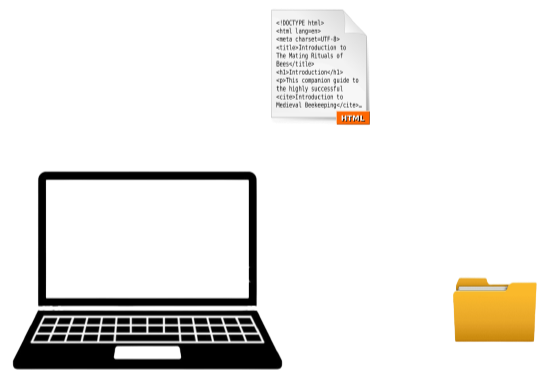 <!DOCTYPE html>
<html lang=en>
<meta charset=UTF-8>
<title>Introduction to
The Mating Rituals of
Bees</title>
<h1>Introduction</h1>
<p>This companion guide to
the highly successful
<cite>Introduction to
Medieval Beekeeping</cite>…
HTML